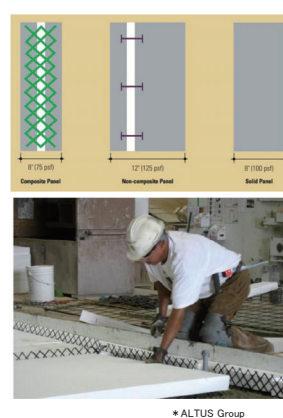 8" (75 psf)
12" (125 psf)
8" (100 psf)
Composite Panel
Non-composite Panel
Solid Panel
* ALTUS Group